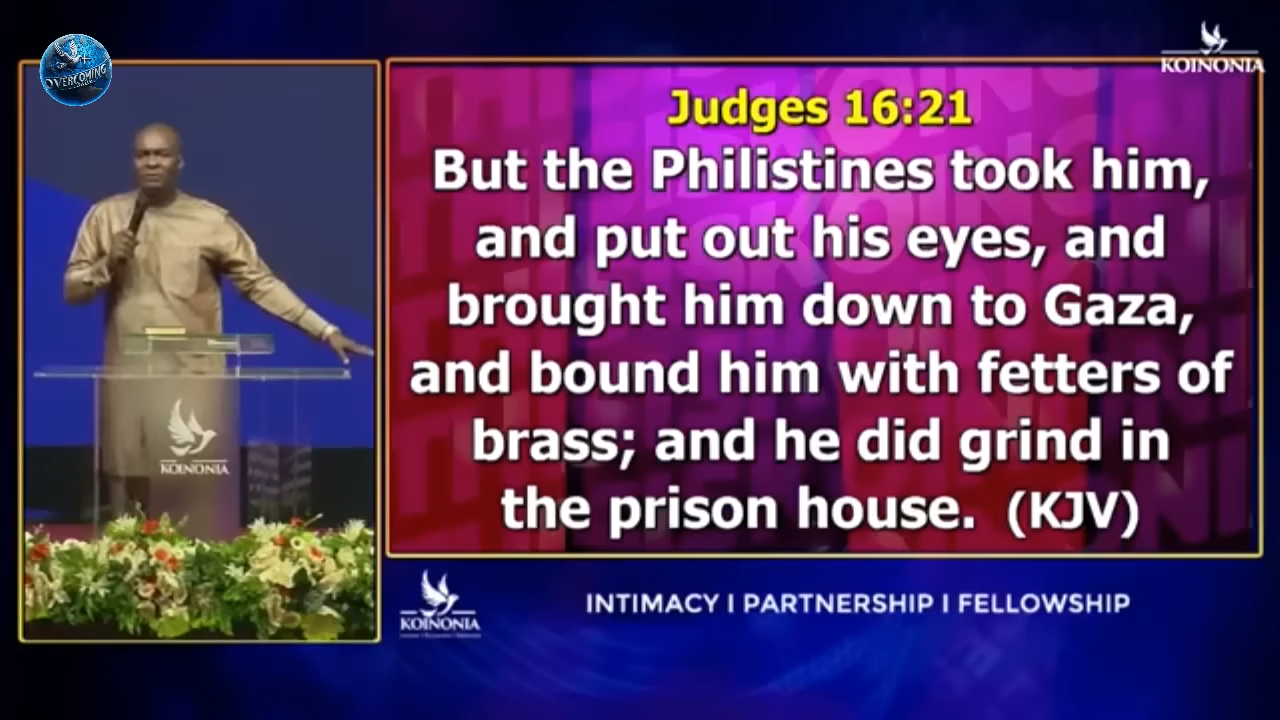 OVERCOMING
KOINONIA
Judges 16:21
But the Philistines took him,
and put out his eyes, and
brought him down to Gaza,
and bound him with fetters of
brass; and he did grind in
the prison house. (KJV)
KOINONIA
KOINONIA
INTIMACY I PARTNERSHIP I FELLOWSHIP